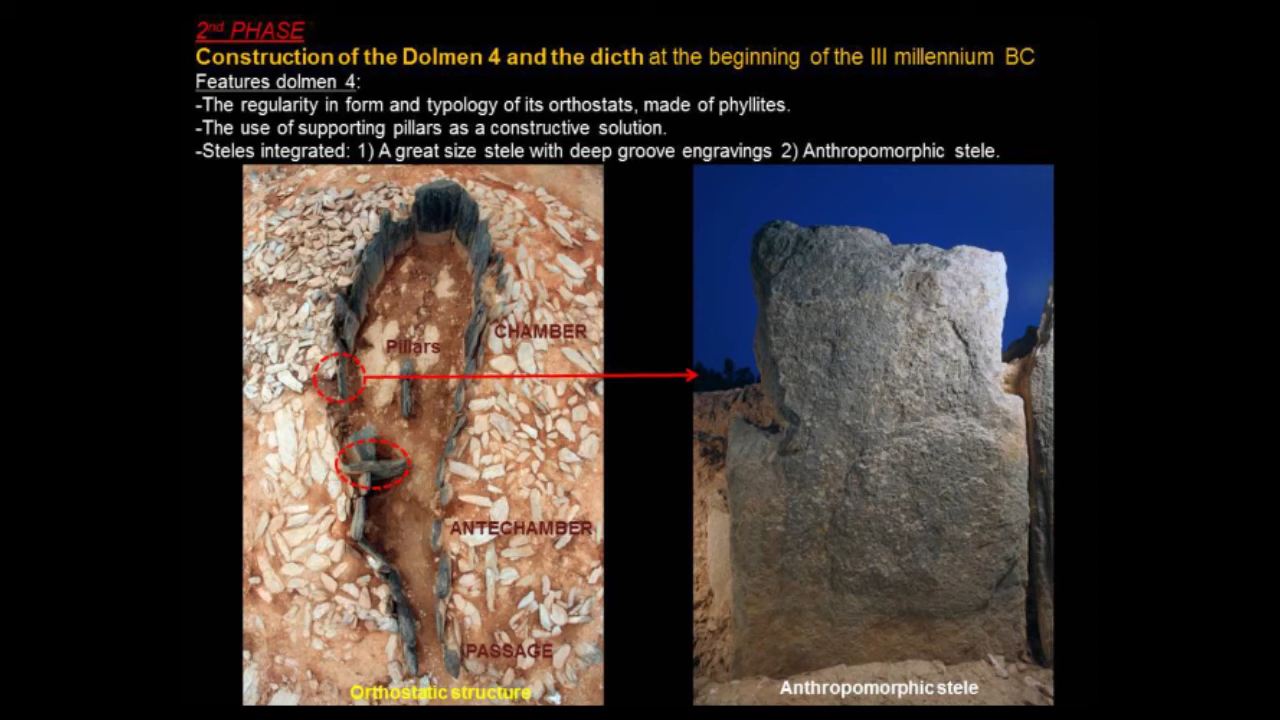 2nd PHASE
Construction of the Dolmen 4 and the dicth at the beginning of the III millennium BC
Features dolmen 4:
-The regularity in form and typology of its orthostats, made of phyllites.
-The use of supporting pillars as a constructive solution.
-Steles integrated: 1) A great size stele with deep groove engravings 2) Anthropomorphic stele.
CHAMBER
Pillars
ANTECHAMBER
PASSAGE
Orthostatic structure
Anthropomorphic stele